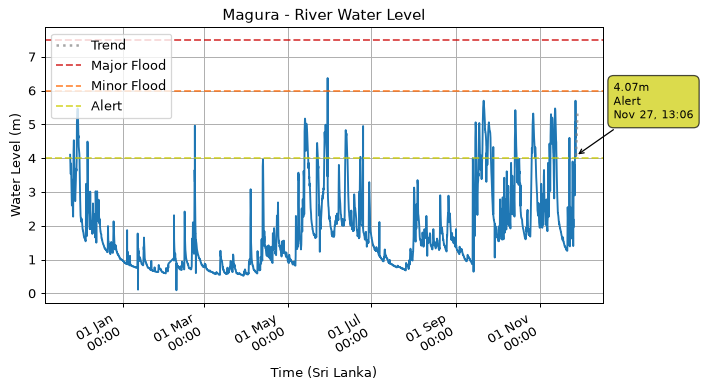 Magura - River Water Level
Trend
Major Flood
Minor Flood
Alert
4.07m
Alert
Nov 27, 13:06
Water Level (m)
7
6
5
4
3
2
1
0
01 Jan
00:00
01 Mar
00:00
01 May
00:00
01 Jul
00:00
01 Sep
00:00
01 Nov
00:00
Time (Sri Lanka)